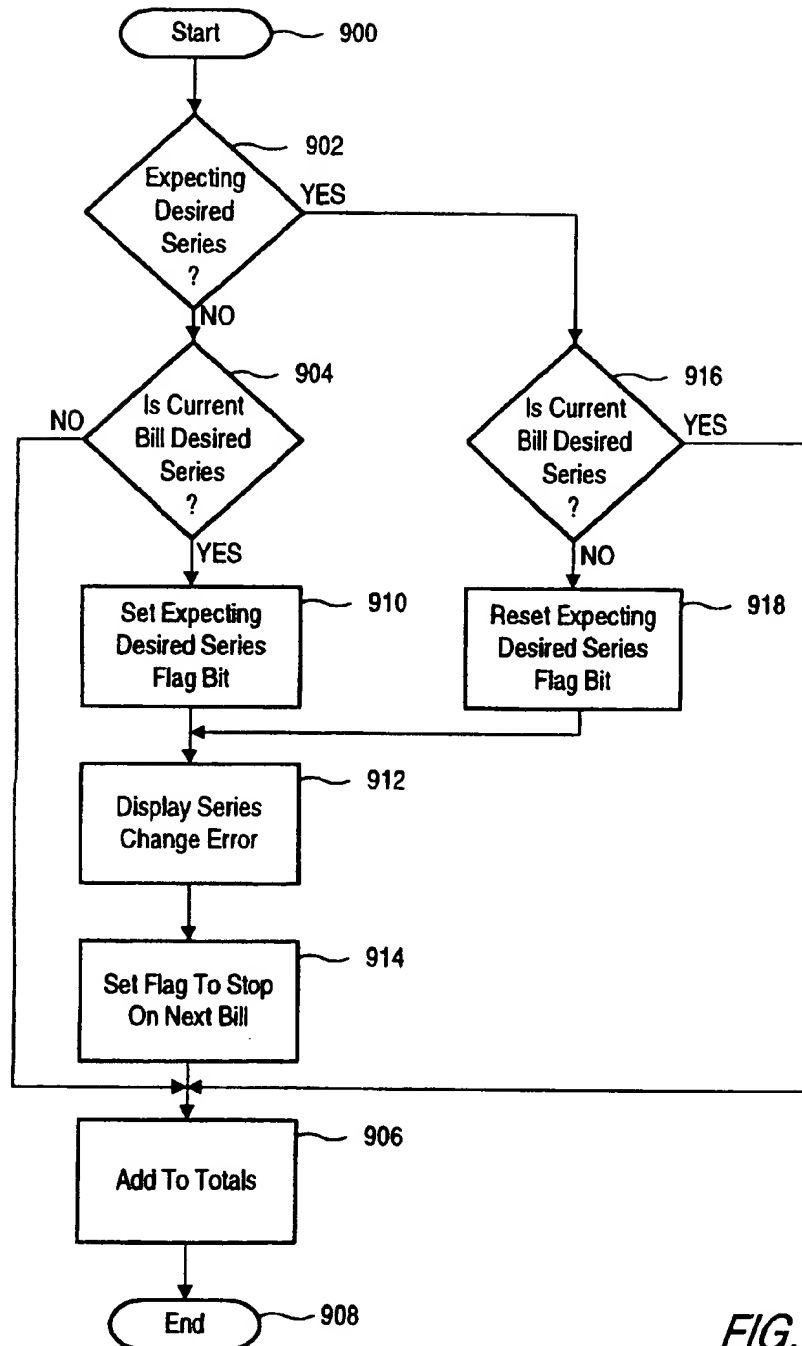 Start
900
902
Expecting
Desired
Series
?
YES
NO
904
Is Current
Bill Desired
Series
?
NO
YES
916
Is Current
Bill Desired
Series
?
YES
NO
910
Set Expecting
Desired Series
Flag Bit
918
Reset Expecting
Desired Series
Flag Bit
912
Display Series
Change Error
914
Set Flag To Stop
On Next Bill
906
Add To Totals
End
908
FIG.